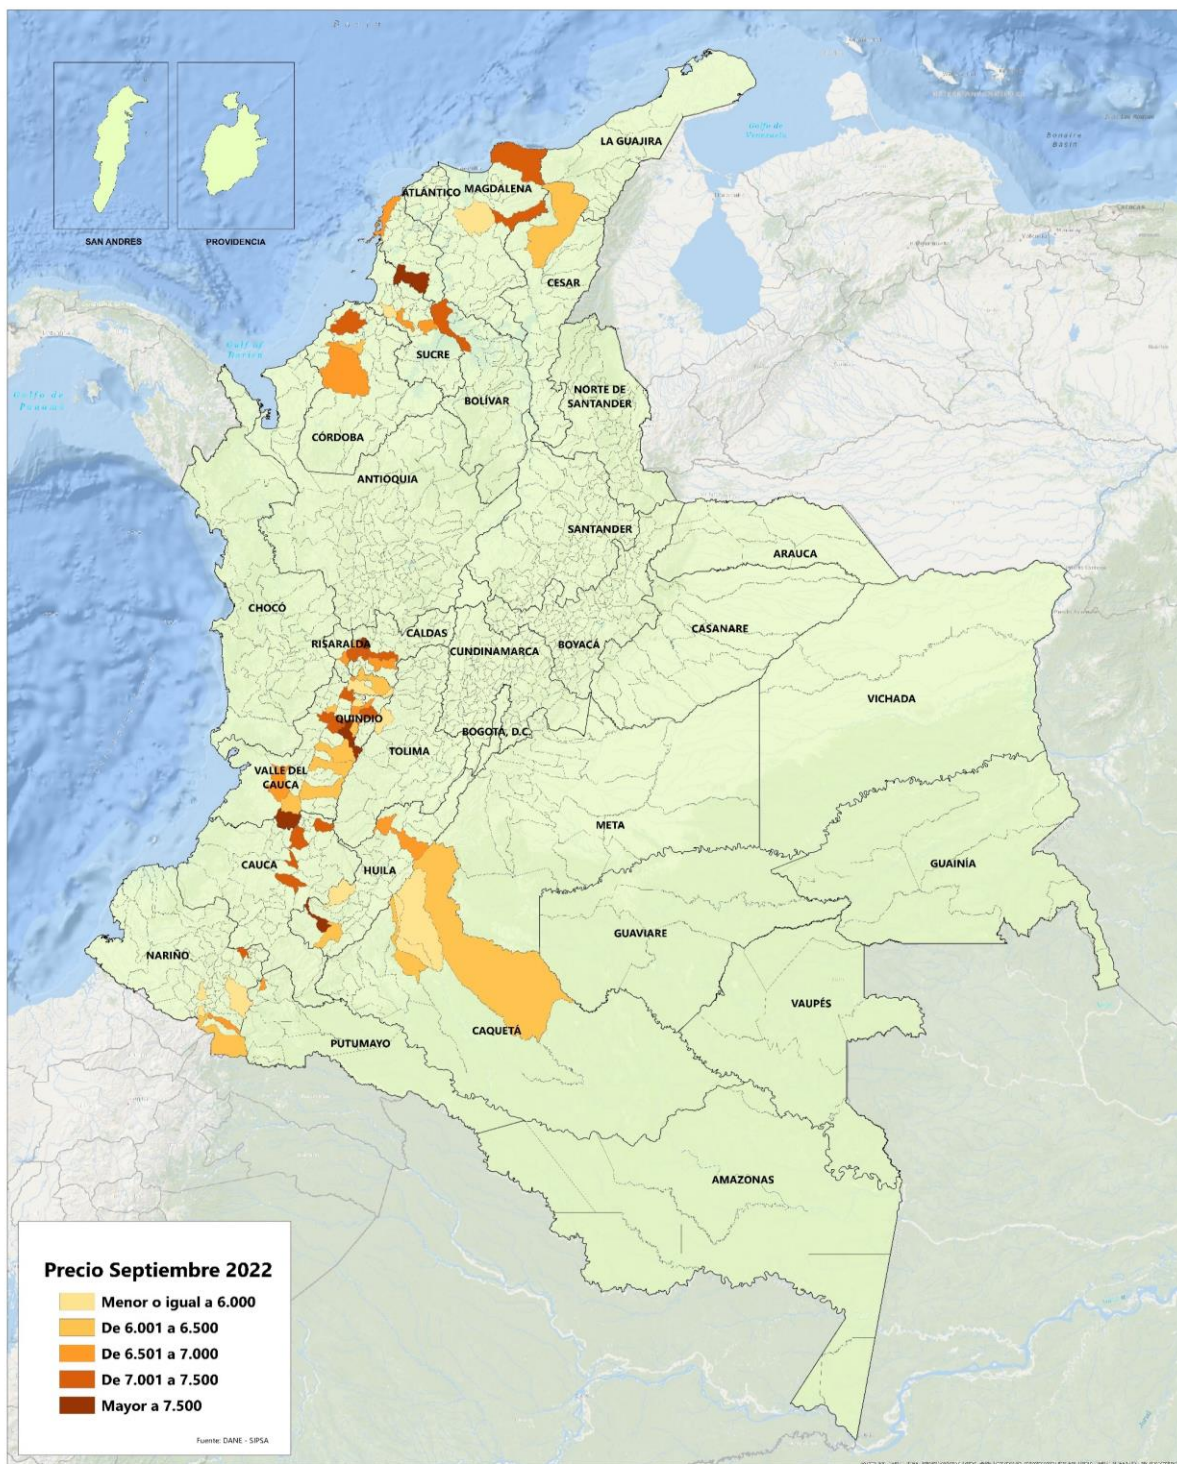 Golfo de
Venezuela
LA GUAJIRA
ATLÁNTICO
MAGDALENA
SAN ANDRES
PROVIDENCIA
CESAR
SUCRE
NORTE DE
SANTANDER
BOLÍVAR
Golfo de
Panamá
CÓRDOBA
ANTIOQUIA
SANTANDER
ARAUCA
CHOCÓ
RISARALDA
CALDAS
CUNDINAMARCA
BOYACÁ
CASANARE
VICHADA
QUINDIO
BOGOTÁ, D.C.
TOLIMA
VALLE DEL
CAUCA
META
CAUCA
HUILA
GUAINÍA
GUAVIARE
NARIÑO
VAUPÉS
CAQUETÁ
PUTUMAYO
AMAZONAS
Precio Septiembre 2022
Menor o igual a 6.000
De 6.001 a 6.500
De 6.501 a 7.000
De 7.001 a 7.500
Mayor a 7.500
Fuente: DANE - SIPSA